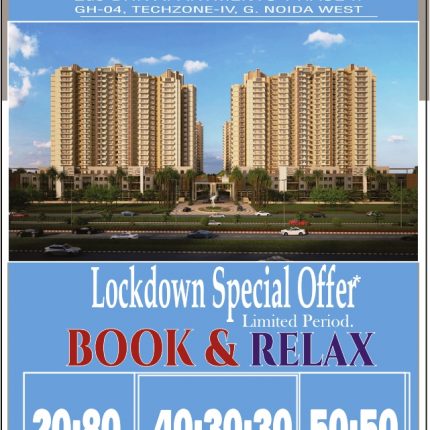 GH-04, TECHZONE-IV, G. NOIDA WEST
Lockdown Special Offer*
Limited Period.
BOOK & RELAX
20:80 40:30:30 50:50